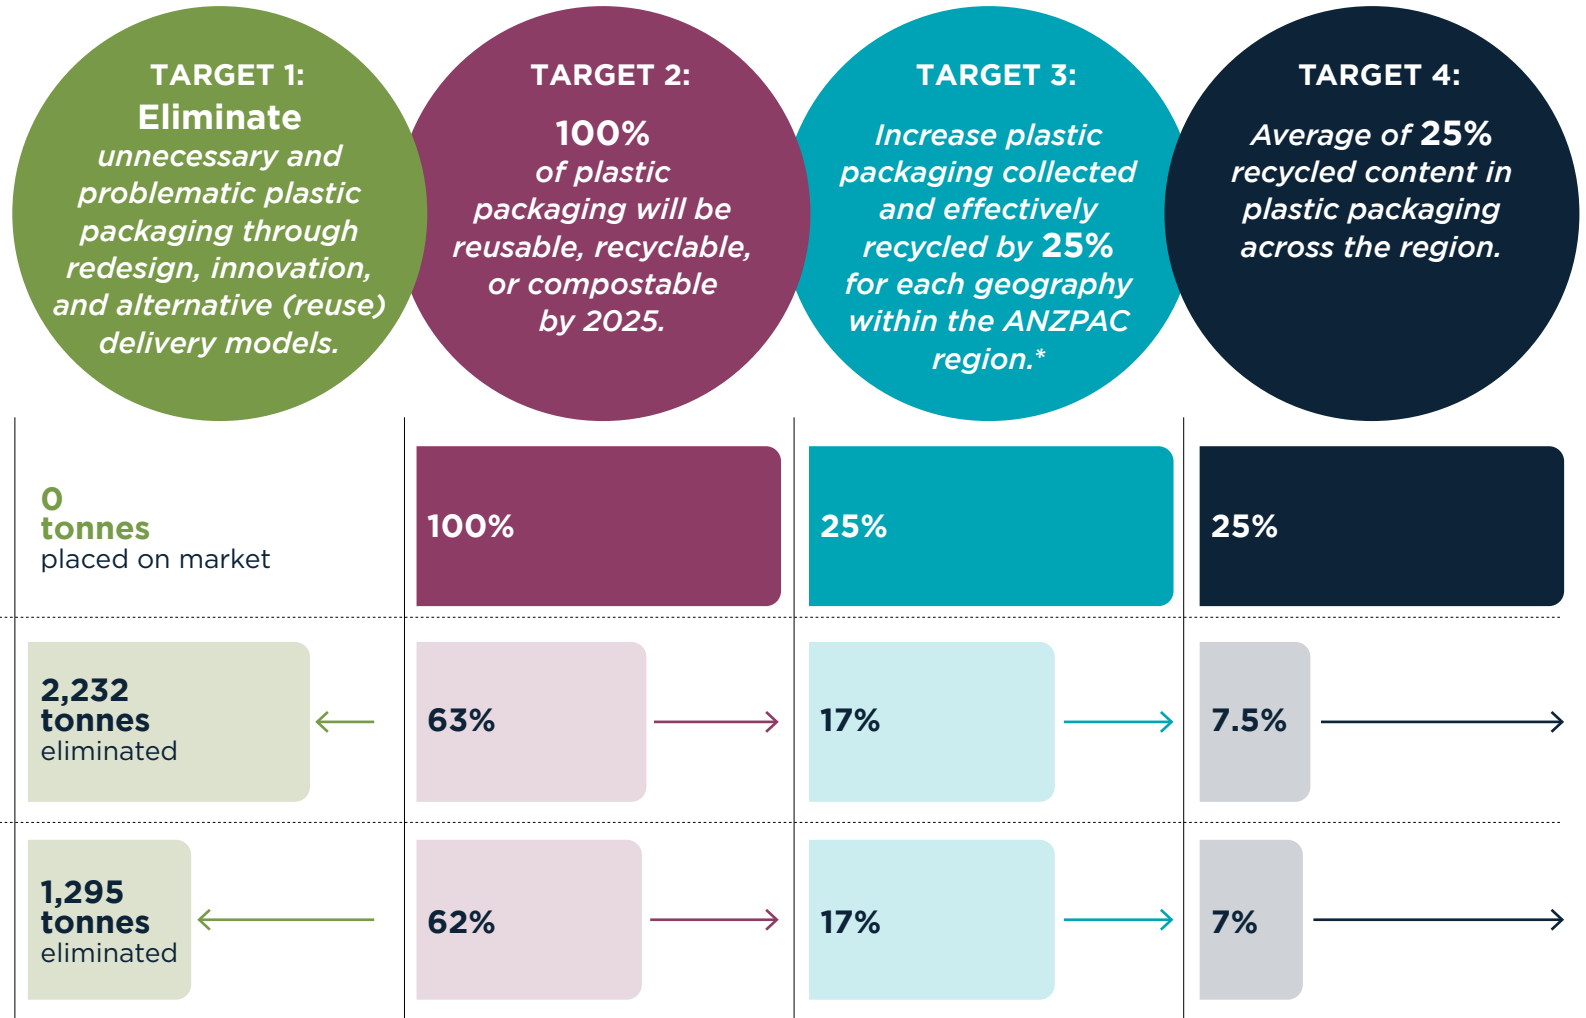 TARGET 1:
Eliminate
unnecessary and
problematic plastic
packaging through
redesign, innovation,
and alternative (reuse)
delivery models.
TARGET 2:
100%
of plastic
packaging will be
reusable, recyclable,
or compostable
by 2025.
TARGET 3:
Increase plastic
packaging collected
and effectively
recycled by 25%
for each geography
within the ANZPAC
region.*
TARGET 4:
Average of 25%
recycled content in
plastic packaging
across the region.
0
tonnes
placed on market
100%
25%
25%
2,232
tonnes
eliminated
63%
17%
7.5%
1,295
tonnes
eliminated
62%
17%
7%